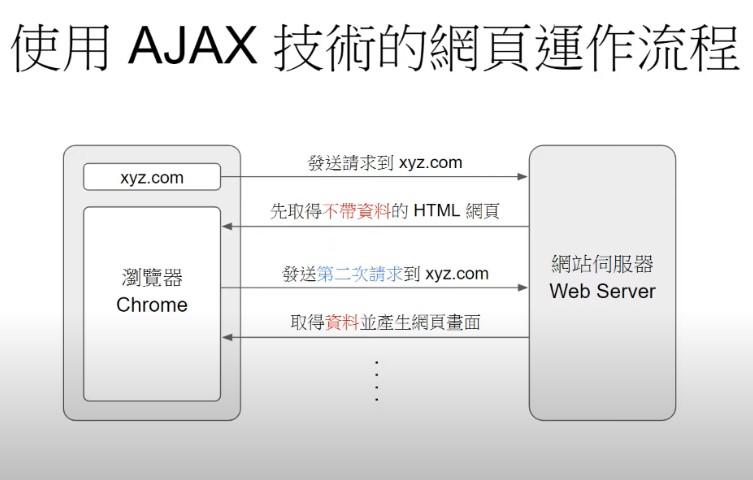 使用 AJAX 技術的網頁運作流程
xyz.com
發送請求到 xyz.com
先取得不帶資料的 HTML 網頁
瀏覽器
Chrome
發送第二次請求到 xyz.com
取得資料並產生網頁畫面
網站伺服器
Web Server